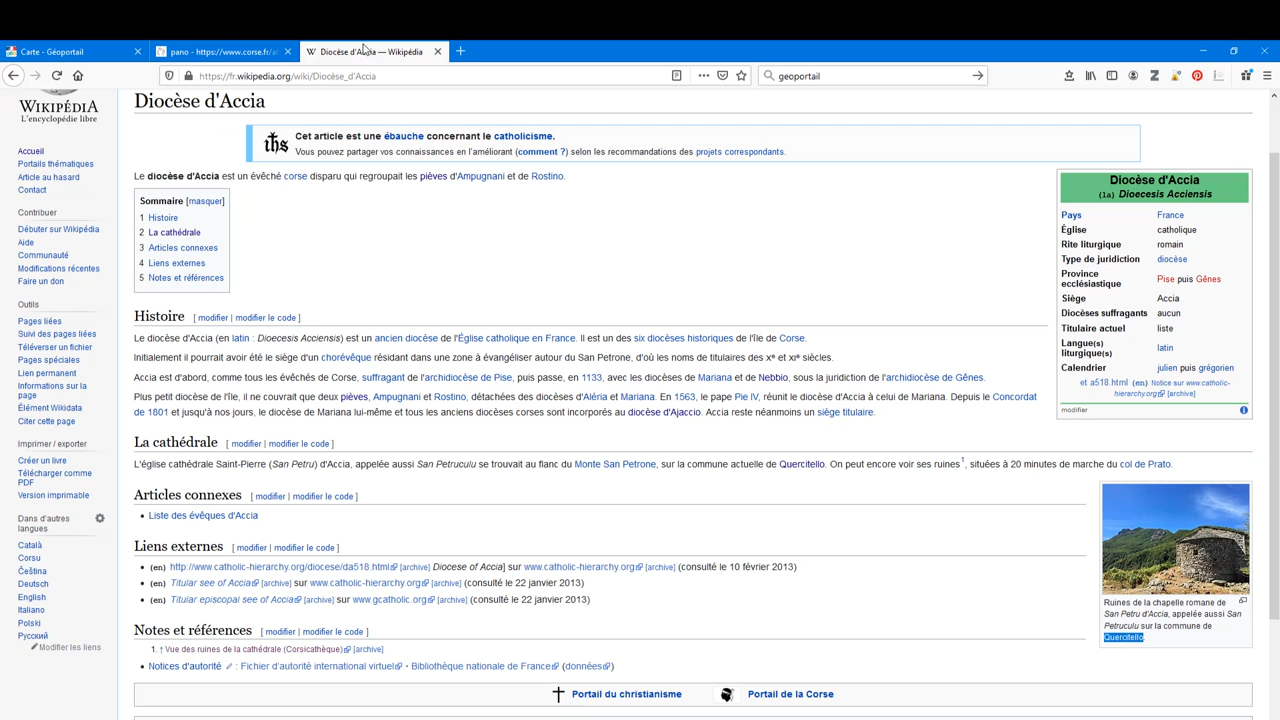 Carte - Géoportail
pano - https://www.corse.fr/a
Diocèse d'Accia — Wikipédia
https://fr.wikipedia.org/wiki/Diocèse_d'Accia
geoportail
WIKIPÉDIA
L'encyclopédie libre
Accueil
Portails thématiques
Article au hasard
Contact
Contribuer
Débuter sur Wikipédia
Aide
Communauté
Modifications récentes
Faire un don
Outils
Pages liées
Suivi des pages liées
Téléverser un fichier
Pages spéciales
Lien permanent
Informations sur la
page
Élément Wikidata
Citer cette page
Imprimer / exporter
Créer un livre
Télécharger comme
PDF
Version imprimable
Dans d'autres
langues
Català
Corsu
Čeština
Deutsch
English
Italiano
Polski
Русский
Modifier les liens
Diocèse d'Accia
ihs
Cet article est une ébauche concernant le catholicisme.
Vous pouvez partager vos connaissances en l'améliorant (comment ?) selon les recommandations des projets correspondants.
Le diocèse d'Accia est un évêché corse disparu qui regroupait les pièves d'Ampugnani et de Rostino.
Sommaire [masquer]
1 Histoire
2 La cathédrale
3 Articles connexes
4 Liens externes
5 Notes et références
Histoire [ modifier | modifier le code ]
Le diocèse d'Accia (en latin : Dioecesis Acciensis) est un ancien diocèse de l'Église catholique en France. Il est un des six diocèses historiques de l'île de Corse.
Initialement il pourrait avoir été le siège d'un chorévêque résidant dans une zone à évangéliser autour du San Petrone, d'où les noms de titulaires des xe et xie siècles.
Accia est d'abord, comme tous les évêchés de Corse, suffragant de l'archidiocèse de Pise, puis passe, en 1133, avec les diocèses de Mariana et de Nebbio, sous la juridiction de l'archidiocèse de Gênes.
Plus petit diocèse de l'île, il ne couvrait que deux pièves, Ampugnani et Rostino, détachées des diocèses d'Aléria et Mariana. En 1563, le pape Pie IV, réunit le diocèse d'Accia à celui de Mariana. Depuis le Concordat
de 1801 et jusqu'à nos jours, le diocèse de Mariana lui-même et tous les anciens diocèses corses sont incorporés au diocèse d'Ajaccio. Accia reste néanmoins un siège titulaire.
La cathédrale [ modifier | modifier le code ]
L'église cathédrale Saint-Pierre (San Petru) d'Accia, appelée aussi San Petruculu se trouvait au flanc du Monte San Petrone, sur la commune actuelle de Quercitello. On peut encore voir ses ruines1, situées à 20 minutes de marche du col de Prato.
Articles connexes [ modifier | modifier le code ]
• Liste des évêques d'Accia
Liens externes [ modifier | modifier le code ]
• (en) http://www.catholic-hierarchy.org/diocese/da518.html [archive] Diocese of Accia] sur www.catholic-hierarchy.org [archive] (consulté le 10 février 2013)
• (en) Titular see of Accia [archive] sur www.catholic-hierarchy.org [archive] (consulté le 22 janvier 2013)
• (en) Titular episcopal see of Accia [archive] sur www.gcatholic.org [archive] (consulté le 22 janvier 2013)
Notes et références [ modifier | modifier le code ]
1. ↑ Vue des ruines de la cathédrale (Corsicathèque) [archive]
• Notices d'autorité : Fichier d'autorité international virtuel • Bibliothèque nationale de France (données)
Portail du christianisme
Portail de la Corse
Diocèse d'Accia
(la) Dioecesis Acciensis
Pays France
Église catholique
Rite liturgique romain
Type de juridiction diocèse
Province
ecclésiastique Pise puis Gênes
Siège Accia
Diocèses suffragants aucun
Titulaire actuel liste
Langue(s)
liturgique(s) latin
Calendrier julien puis grégorien
et a518.html (en) Notice sur www.catholic-
hierarchy.org [archive]
modifier
Ruines de la chapelle romane de
San Petru d'Accia, appelée aussi San
Petruculu sur la commune de
Quercitello.